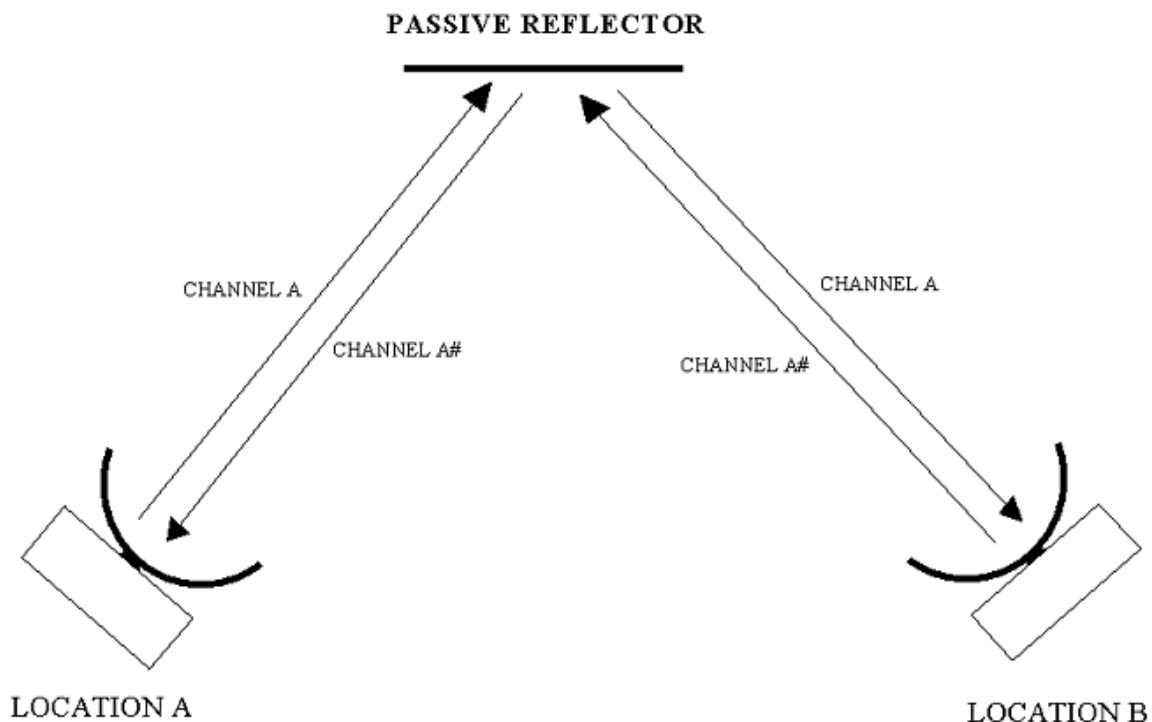 PASSIVE REFLECTOR
CHANNEL A
CHANNEL A
CHANNEL A#
CHANNEL A#
LOCATION A
LOCATION B